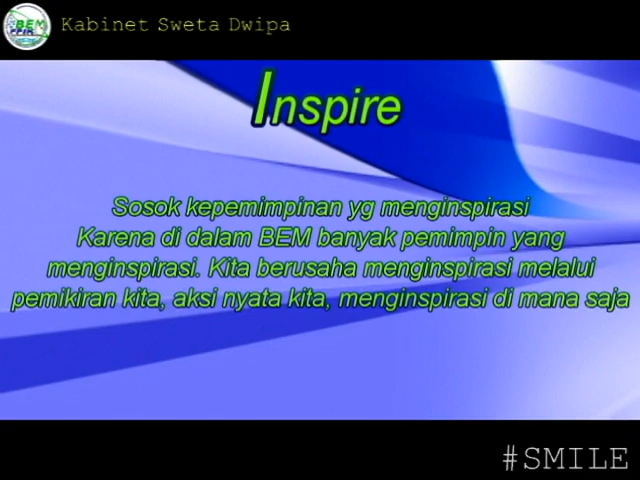 BEM
Kabinet Sweta Dwipa
Inspire
Sosok kepemimpinan yg menginspirasi
Karena di dalam BEM banyak pemimpin yang
menginspirasi. Kita berusaha menginspirasi melalui
pemikiran kita, aksi nyata kita, menginspirasi di mana saja
#SMILE